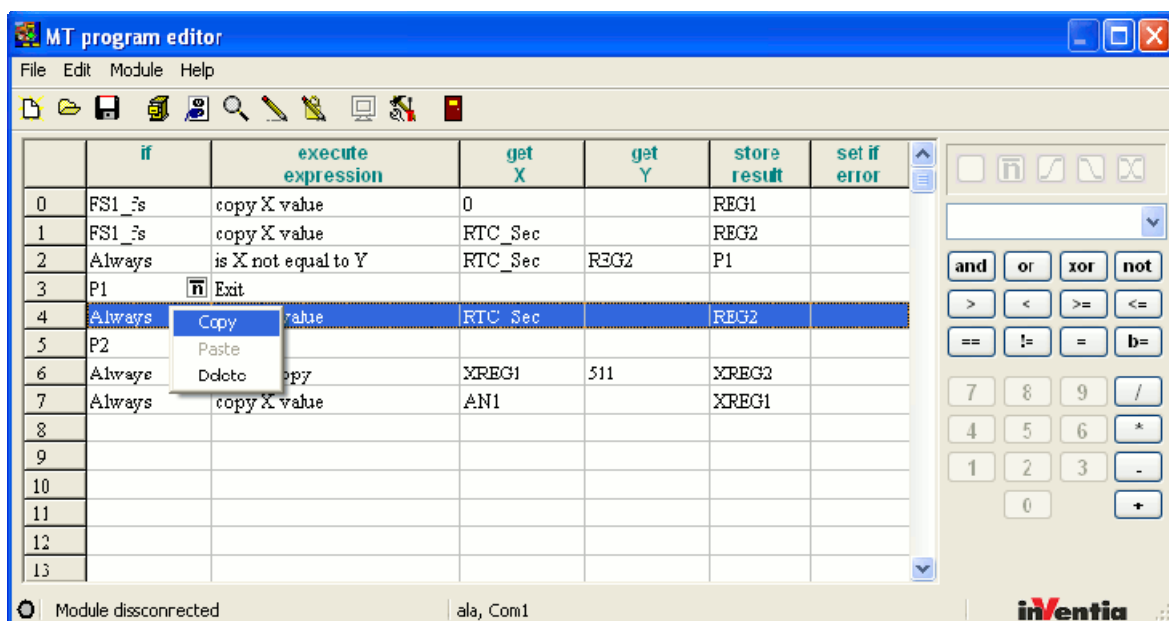 MT program editor
File Edit Module Help
if execute expression get X get Y store result set if error
0 FS1_fs copy X value 0 REG1
1 FS1_fs copy X value RTC_Sec REG2
2 Always is X not equal to Y RTC_Sec REG2 P1
3 P1 n Exit
4 Always value RTC_Sec REG2
5 P2
6 Always opy XREG1 511 XREG2
7 Always copy X value AN1 XREG1
8
9
10
11
12
13
Copy
Paste
Delete
n
and or xor not
> < >= <=
== != = b=
7 8 9 /
4 5 6 *
1 2 3 -
0 +
Module dissconnected ala, Com1 inVentia